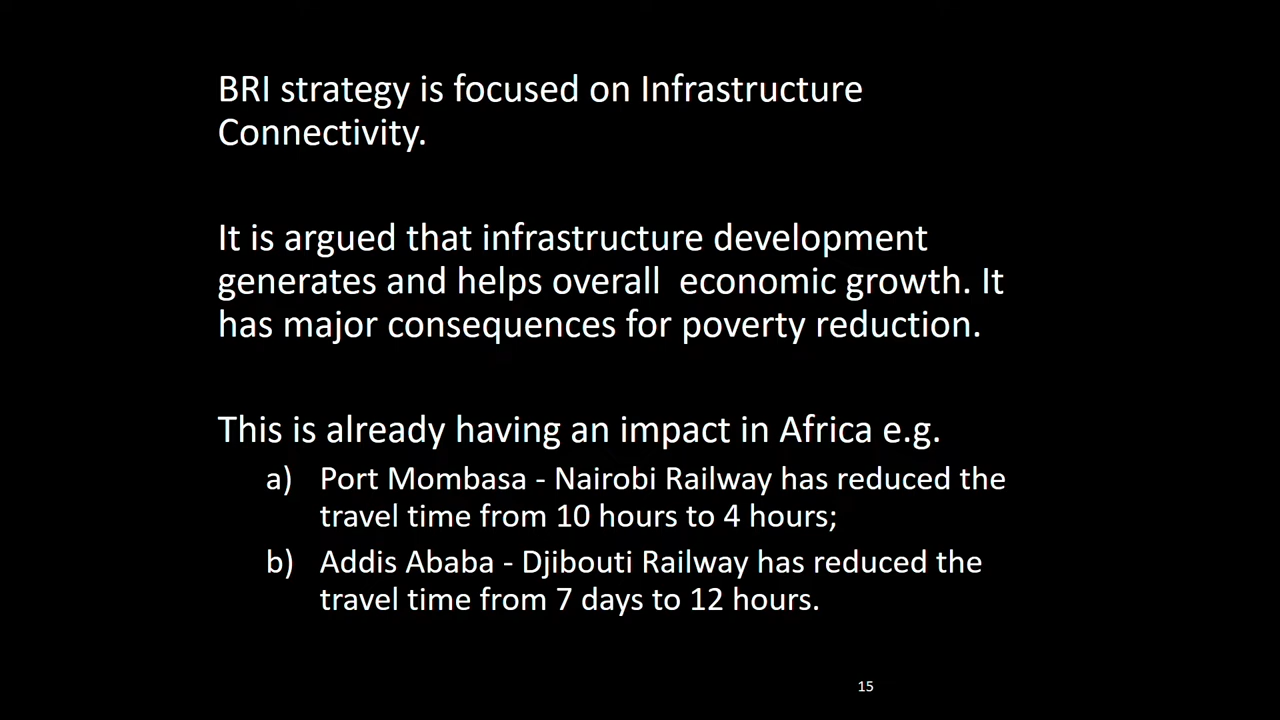 BRI strategy is focused on Infrastructure
Connectivity.
It is argued that infrastructure development
generates and helps overall  economic growth. It
has major consequences for poverty reduction.
This is already having an impact in Africa e.g.
a) Port Mombasa - Nairobi Railway has reduced the
travel time from 10 hours to 4 hours;
b) Addis Ababa - Djibouti Railway has reduced the
travel time from 7 days to 12 hours.
15